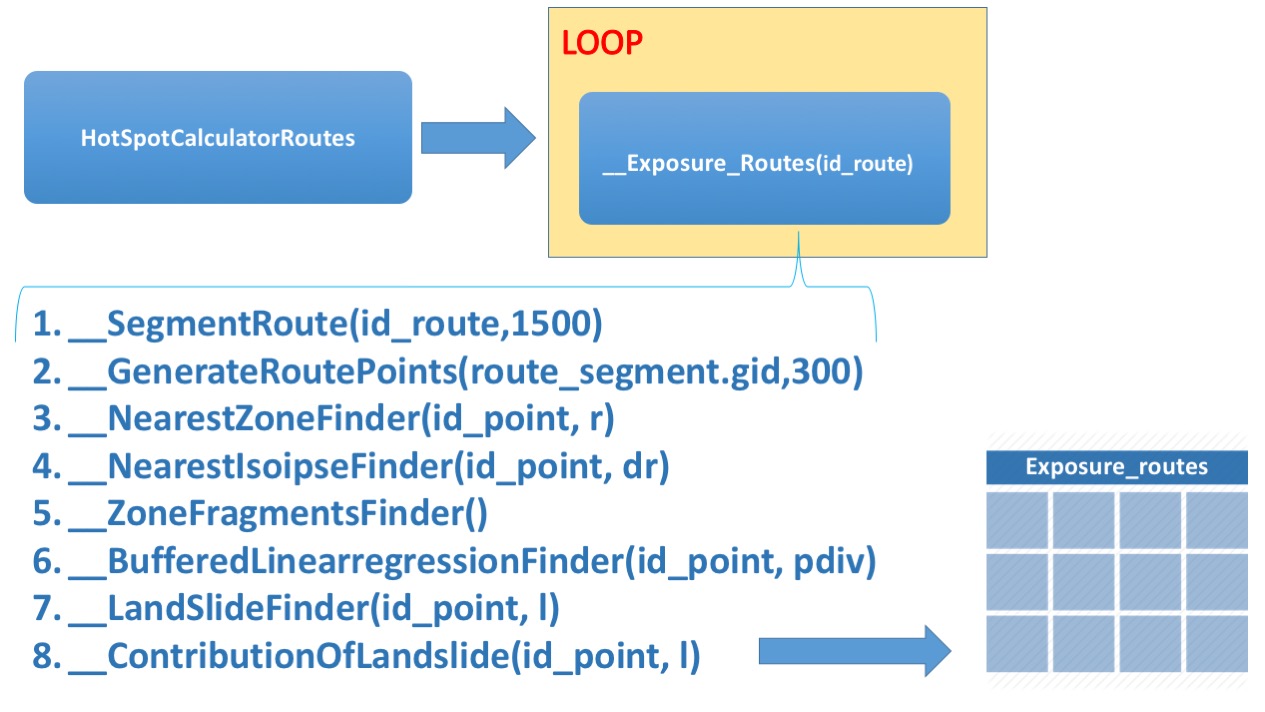 LOOP
HotSpotCalculatorRoutes
__Exposure_Routes(id_route)
1. __SegmentRoute(id_route,1500)
2. __GenerateRoutePoints(route_segment.gid,300)
3. __NearestZoneFinder(id_point, r)
4. __NearestIsoipseFinder(id_point, dr)
5. __ZoneFragmentsFinder()
6. __BufferedLinearregressionFinder(id_point, pdiv)
7. __LandSlideFinder(id_point, l)
8. __ContributionOfLandslide(id_point, l)
Exposure_routes